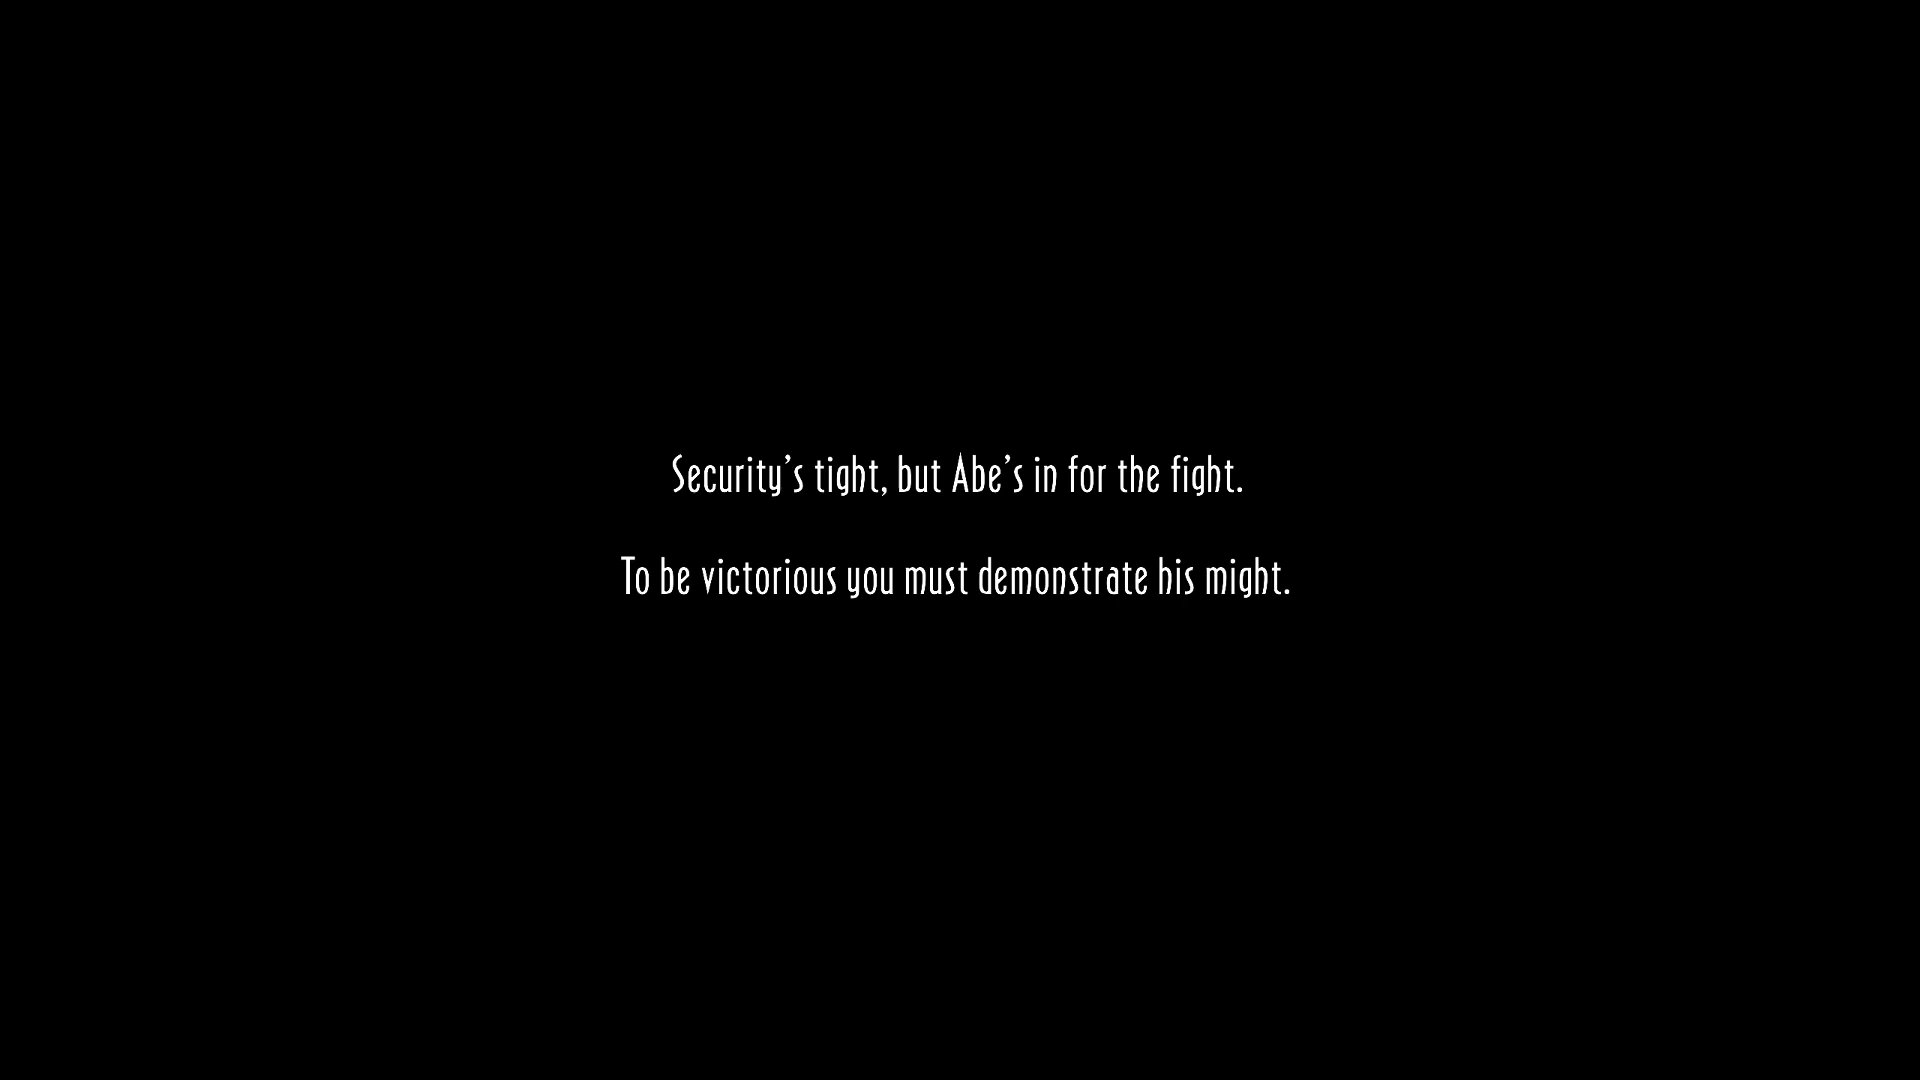 Security’s tight, but Abe’s in for the fight.
To be victorious you must demonstrate his might.